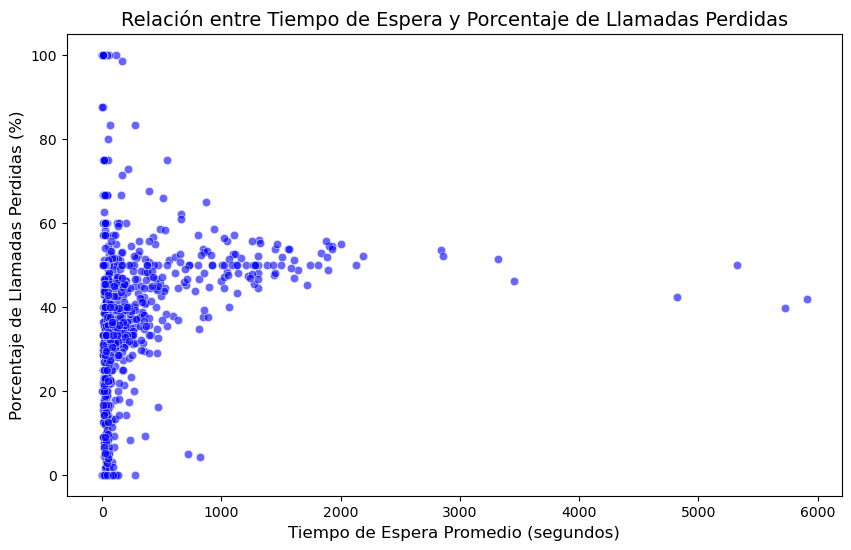 Relación entre Tiempo de Espera y Porcentaje de Llamadas Perdidas
Porcentaje de Llamadas Perdidas (%)
100
80
60
40
20
0
0 1000 2000 3000 4000 5000 6000
Tiempo de Espera Promedio (segundos)